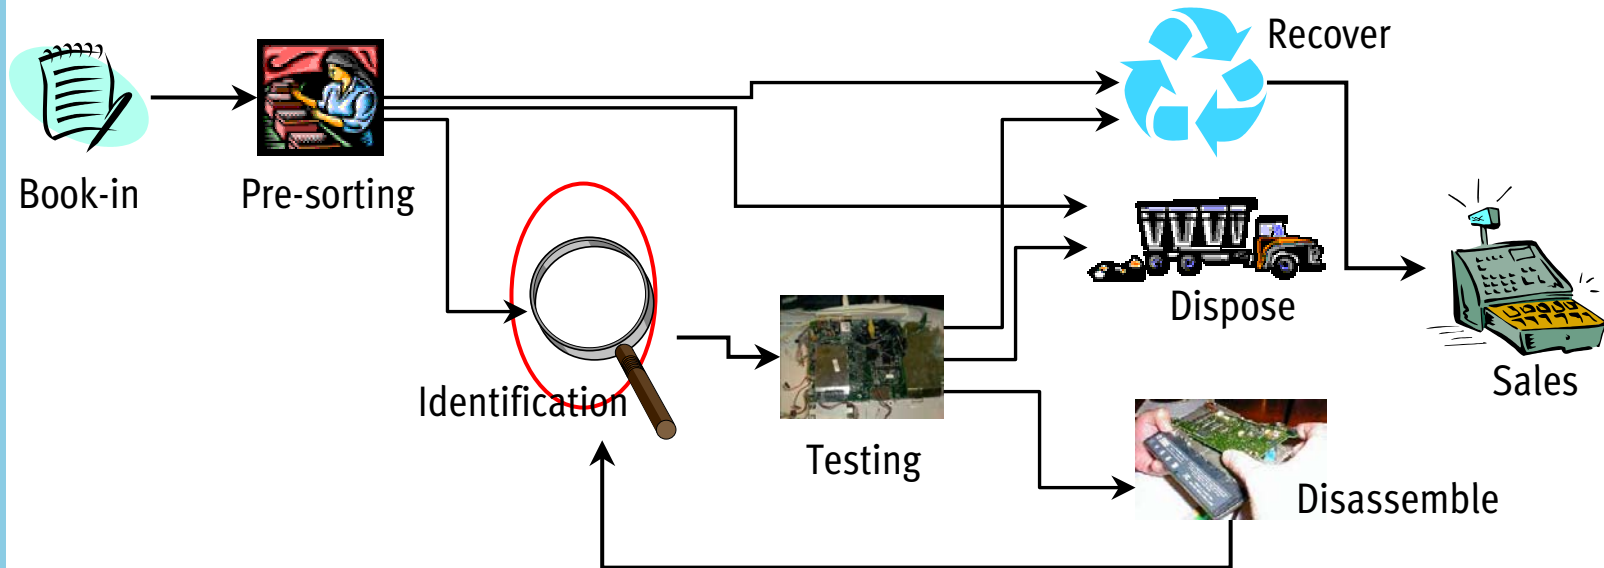 Recover
Book-in
Pre-sorting
Dispose
Sales
Identification
Testing
Disassemble